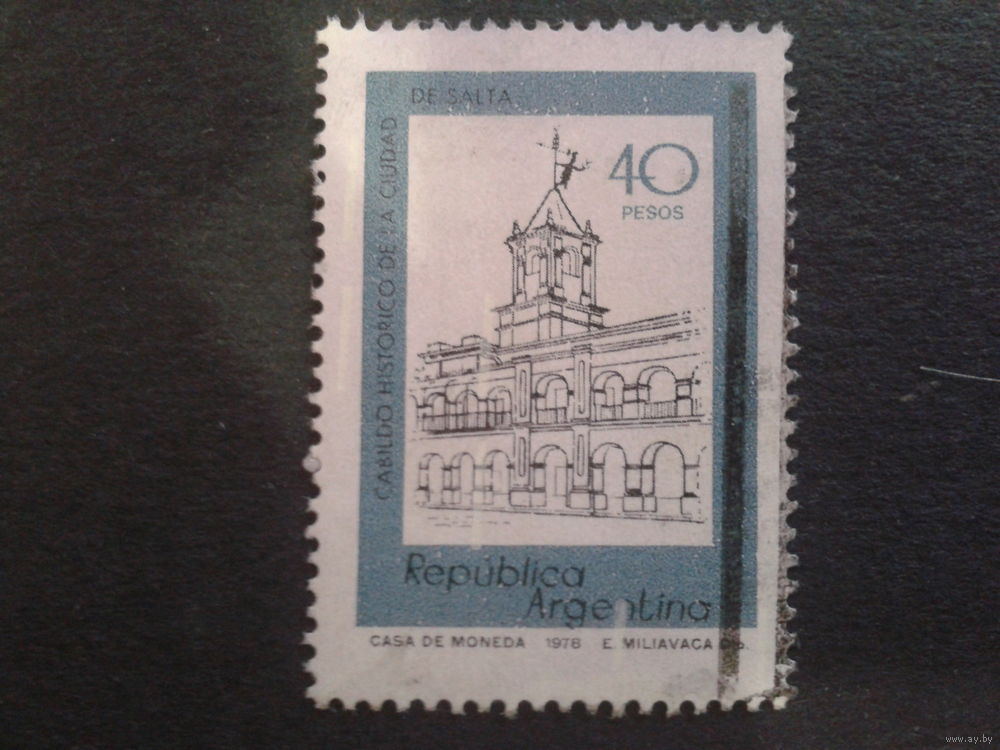 CABILDO HISTORICO DE LA CIUDAD
DE SALTA
40
PESOS
República
Argentina
CASA DE MONEDA 1978 E. MILIAVACA
www.ay.by